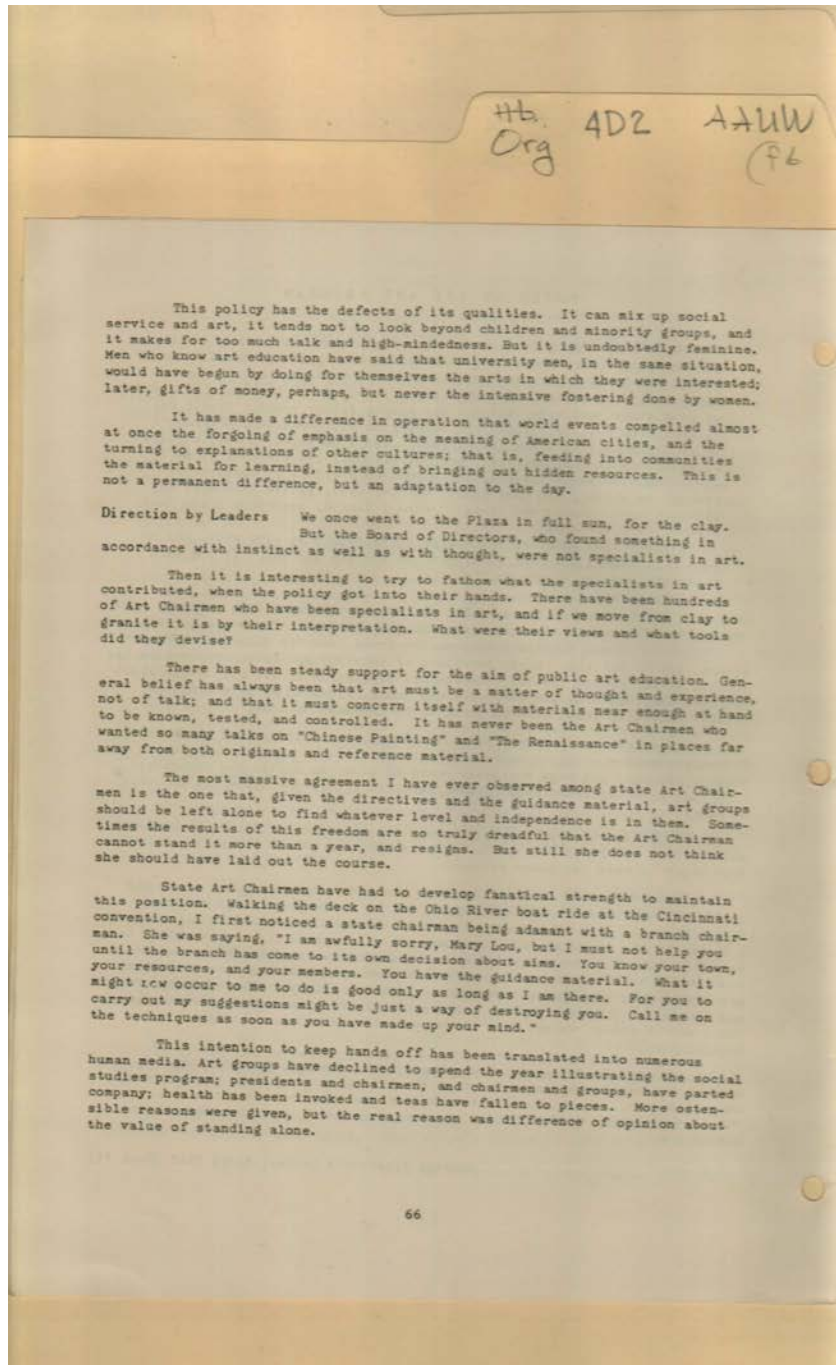 Hb. 4D2 AAUW
Org (fb
This policy has the defects of its qualities. It can mix up social
service and art, it tends not to look beyond children and minority groups, and
it makes for too much talk and high-mindedness. But it is undoubtedly feminine.
Men who know art education have said that university men, in the same situation,
would have begun by doing for themselves the arts in which they were interested;
later, gifts of money, perhaps, but never the intensive fostering done by women.
It has made a difference in operation that world events compelled almost
at once the forgoing of emphasis on the meaning of American cities, and the
turning to explanations of other cultures; that is, feeding into communities
the material for learning, instead of bringing out hidden resources. This is
not a permanent difference, but an adaptation to the day.
Direction by Leaders We once went to the Plaza in full sun, for the clay.
But the Board of Directors, who found something in
accordance with instinct as well as with thought, were not specialists in art.
Then it is interesting to try to fathom what the specialists in art
contributed, when the policy got into their hands. There have been hundreds
of Art Chairmen who have been specialists in art, and if we move from clay to
granite it is by their interpretation. What were their views and what tools
did they devise?
There has been steady support for the aim of public art education. Gen-
eral belief has always been that art must be a matter of thought and experience,
not of talk; and that it must concern itself with materials near enough at hand
to be known, tested, and controlled. It has never been the Art Chairmen who
wanted so many talks on "Chinese Painting" and "The Renaissance" in places far
away from both originals and reference material.
The most massive agreement I have ever observed among state Art Chair-
men is the one that, given the directives and the guidance material, art groups
should be left alone to find whatever level and independence is in them. Some-
times the results of this freedom are so truly dreadful that the Art Chairman
cannot stand it more than a year, and resigns. But still she does not think
she should have laid out the course.
State Art Chairmen have had to develop fanatical strength to maintain
this position. Walking the deck on the Ohio River boat ride at the Cincinnati
convention, I first noticed a state chairman being adamant with a branch chair-
man. She was saying, "I am awfully sorry, Mary Lou, but I must not help you
until the branch has come to its own decision about aims. You know your town,
your resources, and your members. You have the guidance material. What it
might now occur to me to do is good only as long as I am there. For you to
carry out my suggestions might be just a way of destroying you. Call me on
the techniques as soon as you have made up your mind."
This intention to keep hands off has been translated into numerous
human media. Art groups have declined to spend the year illustrating the social
studies program; presidents and chairmen, and chairmen and groups, have parted
company; health has been invoked and teas have fallen to pieces. More osten-
sible reasons were given, but the real reason was difference of opinion about
the value of standing alone.
66